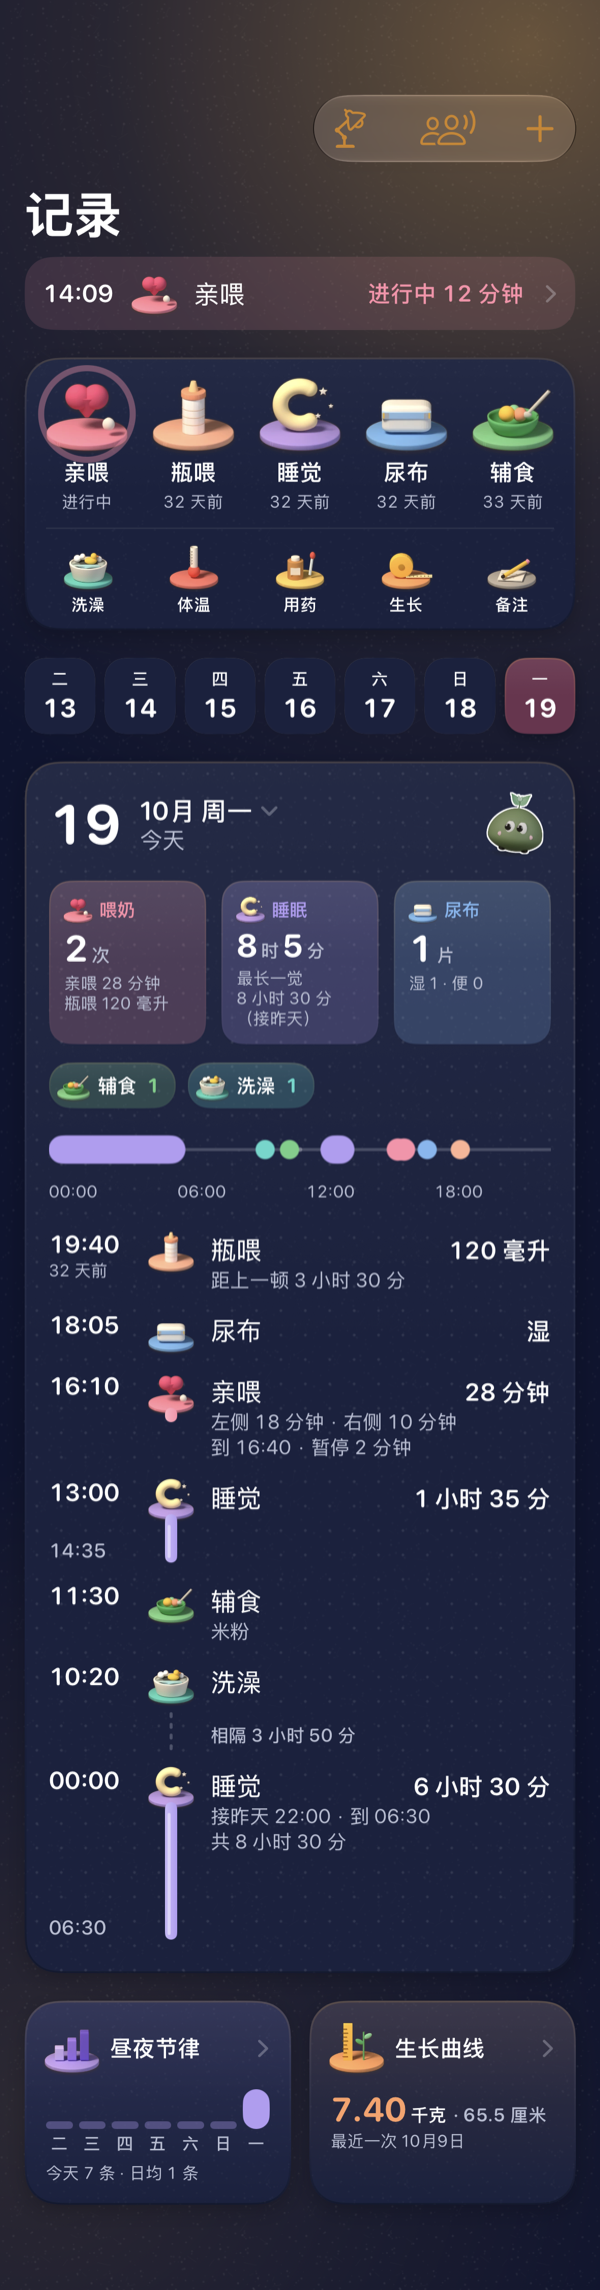 记录
14:09 亲喂 进行中 12 分钟
亲喂 瓶喂 睡觉 尿布 辅食
进行中 32 天前 32 天前 32 天前 33 天前
洗澡 体温 用药 生长 备注
二 三 四 五 六 日 一
13 14 15 16 17 18 19
19 10月 周一
今天
喂奶
2 次
亲喂 28 分钟
瓶喂 120 毫升
睡眠
8 时 5 分
最长一觉
8 小时 30 分
（接昨天）
尿布
1 片
湿 1 · 便 0
辅食 1 洗澡 1
00:00 06:00 12:00 18:00
19:40 瓶喂 120 毫升
32 天前 距上一顿 3 小时 30 分
18:05 尿布 湿
16:10 亲喂 28 分钟
左侧 18 分钟 · 右侧 10 分钟
到 16:40 · 暂停 2 分钟
13:00 睡觉 1 小时 35 分
14:35
11:30 辅食
米粉
10:20 洗澡
相隔 3 小时 50 分
00:00 睡觉 6 小时 30 分
接昨天 22:00 · 到 06:30
共 8 小时 30 分
06:30
昼夜节律
二 三 四 五 六 日 一
今天 7 条 · 日均 1 条
生长曲线
7.40 千克 · 65.5 厘米
最近一次 10月9日